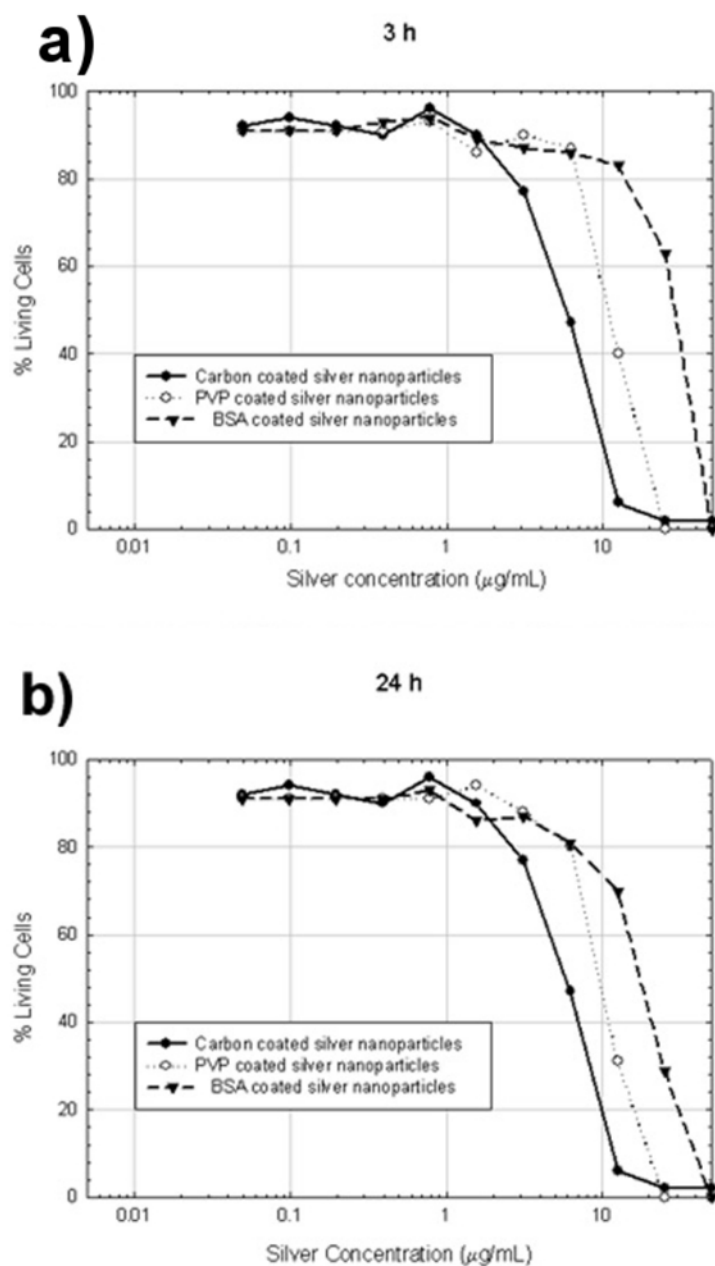 a)
3 h
100
80
60
40
20
0
% Living Cells
Carbon coated silver nanoparticles
PVP coated silver nanoparticles
BSA coated silver nanoparticles
0.01 0.1 1 10
Silver concentration (µg/mL)
b)
24 h
100
80
60
40
20
0
% Living Cells
Carbon coated silver nanoparticles
PVP coated silver nanoparticles
BSA coated silver nanoparticles
0.01 0.1 1 10
Silver Concentration (µg/mL)